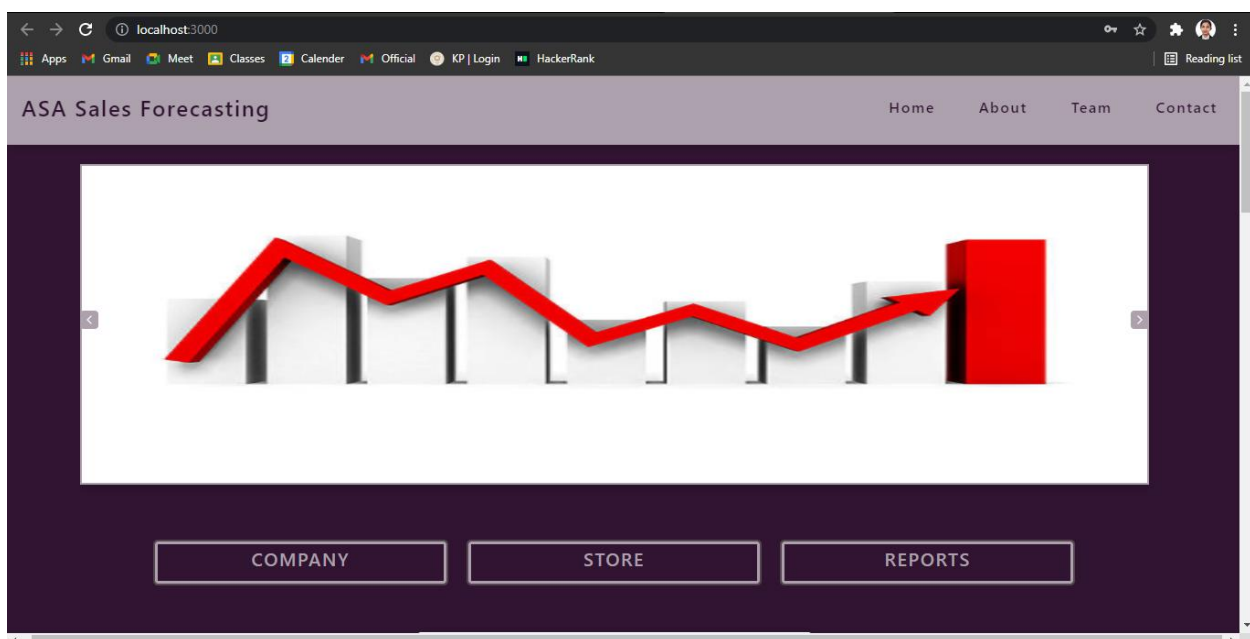 localhost:3000
Apps Gmail Meet Classes Calender Official KP | Login HackerRank Reading list
ASA Sales Forecasting Home About Team Contact
COMPANY STORE REPORTS